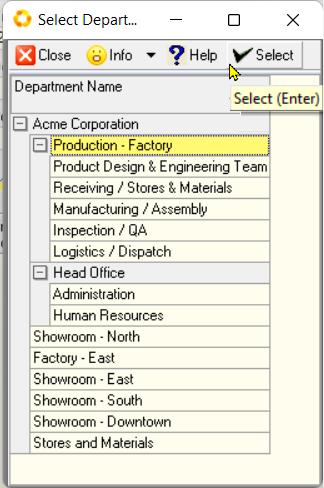 Select Depart...
Close Info Help Select
Department Name
Select (Enter)
Acme Corporation
Production - Factory
Product Design & Engineering Team
Receiving / Stores & Materials
Manufacturing / Assembly
Inspection / QA
Logistics / Dispatch
Head Office
Administration
Human Resources
Showroom - North
Factory - East
Showroom - East
Showroom - South
Showroom - Downtown
Stores and Materials